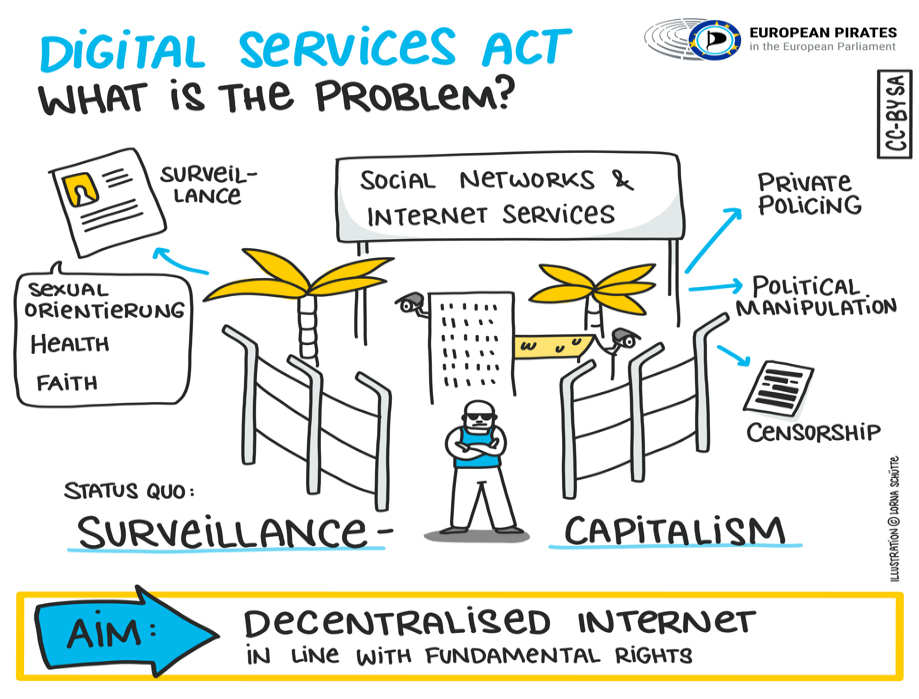 DIGITAL SERVICES ACT
WHAT IS THE PROBLEM?
EUROPEAN PIRATES
in the European Parliament
CC-BY SA
SURVEIL-
LANCE
SOCIAL NETWORKS &
INTERNET SERVICES
PRIVATE
POLICING
SEXUAL
ORIENTIERUNG
HEALTH
FAITH
POLITICAL
MANIPULATION
CENSORSHIP
STATUS QUO:
SURVEILLANCE-
CAPITALISM
ILLUSTRATION © LORNA SCHÜTTE
AIM:
DECENTRALISED INTERNET
IN LINE WITH FUNDAMENTAL RIGHTS